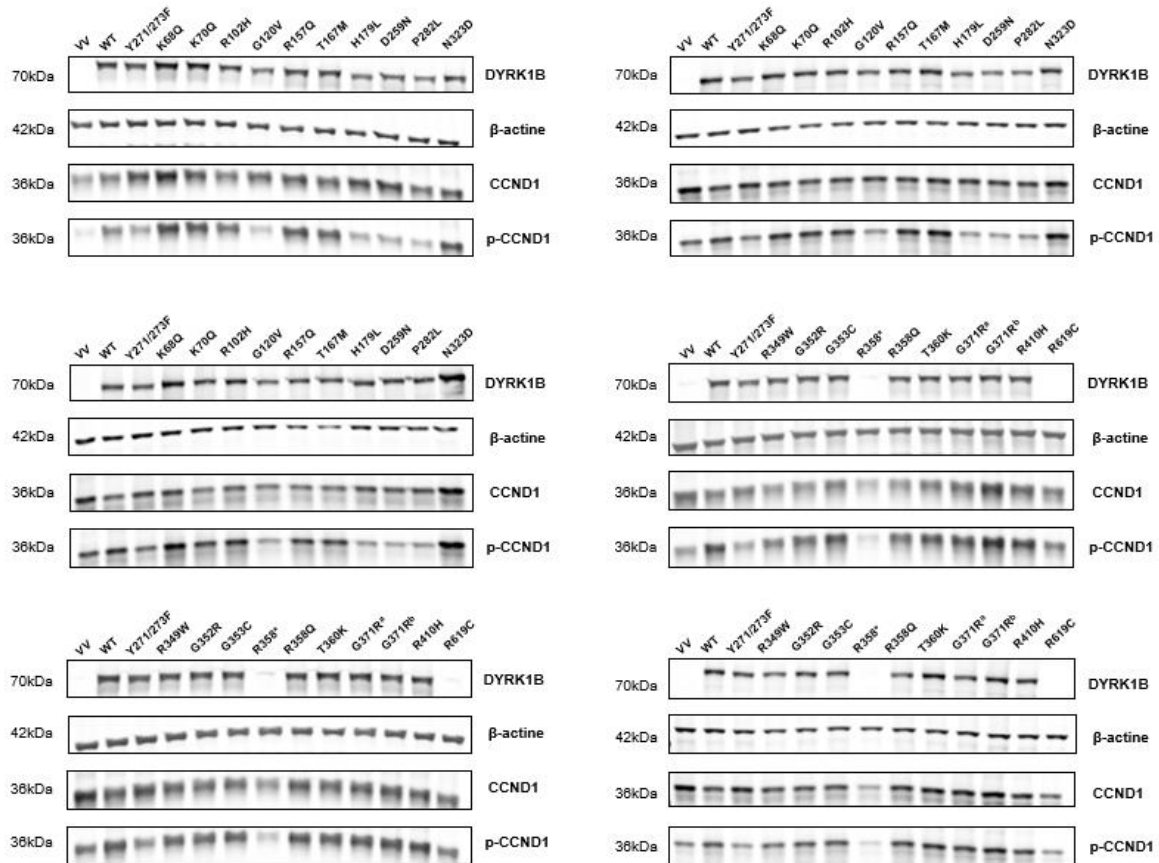 VV WT Y271/273F K68Q K70Q R102H G120V R157Q T167M H179L D259N P282L N323D
70kDa DYRK1B
42kDa β-actine
36kDa CCND1
36kDa p-CCND1
VV WT Y271/273F K68Q K70Q R102H G120V R157Q T167M H179L D259N P282L N323D
70kDa DYRK1B
42kDa β-actine
36kDa CCND1
36kDa p-CCND1
VV WT Y271/273F K68Q K70Q R102H G120V R157Q T167M H179L D259N P282L N323D
70kDa DYRK1B
42kDa β-actine
36kDa CCND1
36kDa p-CCND1
VV WT Y271/273F R349W G352R G353C R358* R358Q T360K G371Rᵃ G371Rᵇ R410H R619C
70kDa DYRK1B
42kDa β-actine
36kDa CCND1
36kDa p-CCND1
VV WT Y271/273F R349W G352R G353C R358* R358Q T360K G371Rᵃ G371Rᵇ R410H R619C
70kDa DYRK1B
42kDa β-actine
36kDa CCND1
36kDa p-CCND1
VV WT Y271/273F R349W G352R G353C R358* R358Q T360K G371Rᵃ G371Rᵇ R410H R619C
70kDa DYRK1B
42kDa β-actine
36kDa CCND1
36kDa p-CCND1